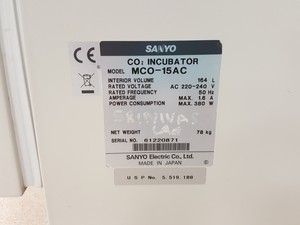 CE
SANYO
CO₂ INCUBATOR
MODEL MCO-15AC
INTERIOR VOLUME 164 L
RATED VOLTAGE AC 220-240 V
RATED FREQUENCY 50 Hz
AMPERAGE MAX. 1.6 A
POWER CONSUMPTION MAX. 380 W
NET WEIGHT 78 kg
SERIAL NO. 61220871
SANYO Electric Co., Ltd.
MADE IN JAPAN
U S P No. 5.519.188